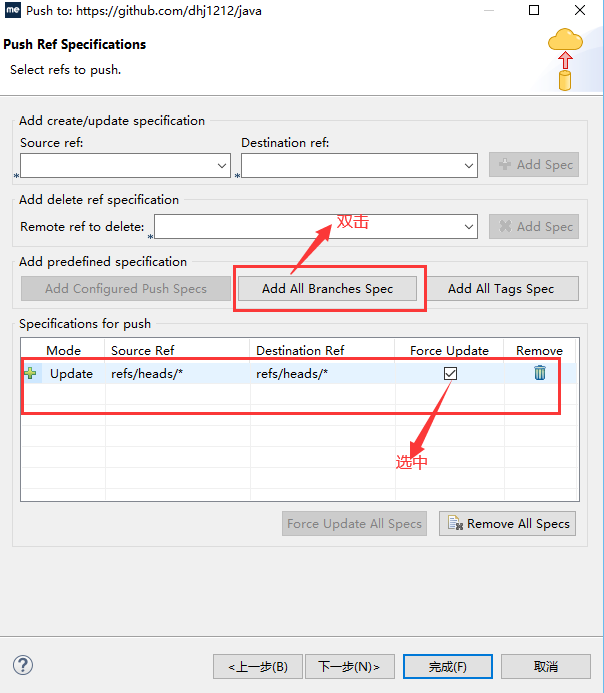 me Push to: https://github.com/dhj1212/java
Push Ref Specifications
Select refs to push.
Add create/update specification
Source ref: Destination ref:
* * Add Spec
Add delete ref specification
Remote ref to delete: * Add Spec
双击
Add predefined specification
Add Configured Push Specs Add All Branches Spec Add All Tags Spec
Specifications for push
Mode Source Ref Destination Ref Force Update Remove
Update refs/heads/* refs/heads/*
选中
Force Update All Specs Remove All Specs
? <上一步(B) 下一步(N)> 完成(F) 取消